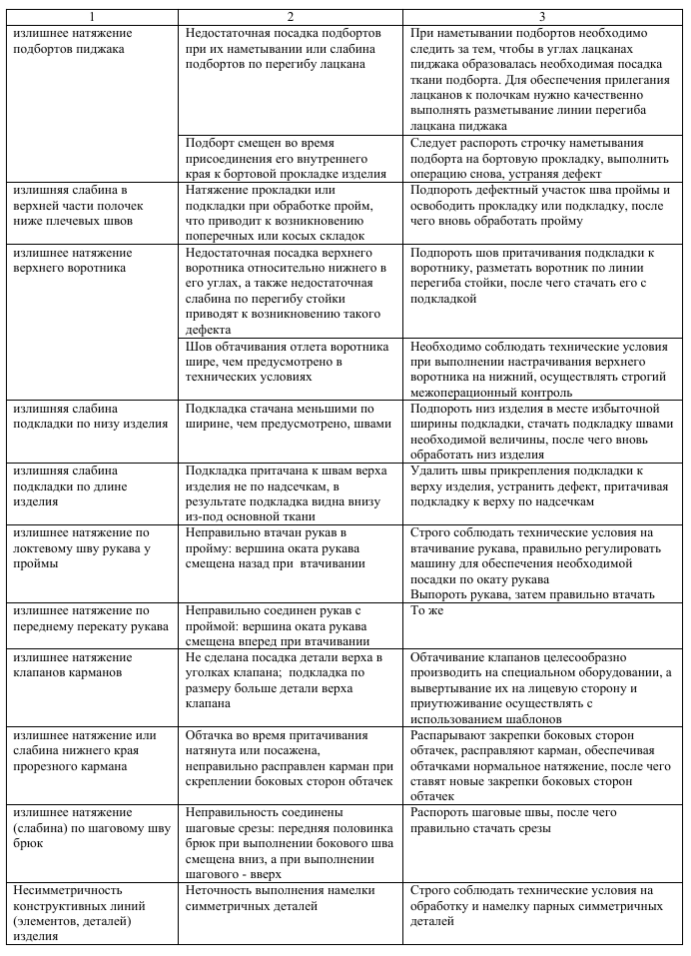 1
2
3
излишнее натяжение
подбортов пиджака
Недостаточная посадка подбортов
при их наметывании или слабина
подбортов по перегибу лацкана
При наметывании подбортов необходимо
следить за тем, чтобы в углах лацканах
пиджака образовалась необходимая посадка
ткани подборта. Для обеспечения прилегания
лацканов к полочкам нужно качественно
выполнять разметывание линии перегиба
лацкана пиджака
Подборт смещен во время
присоединения его внутреннего
края к бортовой прокладке изделия
Следует распороть строчку наметывания
подборта на бортовую прокладку, выполнить
операцию снова, устраняя дефект
излишняя слабина в
верхней части полочек
ниже плечевых швов
Натяжение прокладки или
подкладки при обработке пройм,
что приводит к возникновению
поперечных или косых складок
Подпороть дефектный участок шва проймы и
освободить прокладку или подкладку, после
чего вновь обработать пройму
излишнее натяжение
верхнего воротника
Недостаточная посадка верхнего
воротника относительно нижнего в
его углах, а также недостаточная
слабина по перегибу стойки
приводят к возникновению такого
дефекта
Подпороть шов притачивания подкладки к
воротнику, разметать воротник по линии
перегиба стойки, после чего стачать его с
подкладкой
Шов обтачивания отлета воротника
шире, чем предусмотрено в
технических условиях
Необходимо соблюдать технические условия
при выполнении настрачивания верхнего
воротника на нижний, осуществлять строгий
межоперационный контроль
излишняя слабина
подкладки по низу изделия
Подкладка стачана меньшими по
ширине, чем предусмотрено, швами
Подпороть низ изделия в месте избыточной
ширины подкладки, стачать подкладку швами
необходимой величины, после чего вновь
обработать низ изделия
излишняя слабина
подкладки по длине
изделия
Подкладка притачана к швам верха
изделия не по надсечкам, в
результате подкладка видна внизу
из-под основной ткани
Удалить швы прикрепления подкладки к
верху изделия, устранить дефект, притачивая
подкладку к верху по надсечкам
излишнее натяжение по
локтевому шву рукава у
проймы
Неправильно втачан рукав в
пройму: вершина оката рукава
смещена назад при втачивании
Строго соблюдать технические условия на
втачивание рукава, правильно регулировать
машину для обеспечения необходимой
посадки по окату рукава
Выпороть рукава, затем правильно втачать
излишнее натяжение по
переднему перекату рукава
Неправильно соединен рукав с
проймой: вершина оката рукава
смещена вперед при втачивании
То же
излишнее натяжение
клапанов карманов
Не сделана посадка детали верха в
уголках клапана; подкладка по
размеру больше детали верха
клапана
Обтачивание клапанов целесообразно
производить на специальном оборудовании, а
вывертывание их на лицевую сторону и
приутюживание осуществлять с
использованием шаблонов
излишнее натяжение или
слабина нижнего края
прорезного кармана
Обтачка во время притачивания
натянута или посажена,
неправильно расправлен карман при
скреплении боковых сторон обтачек
Распарывают закрепки боковых сторон
обтачек, расправляют карман, обеспечивая
обтачками нормальное натяжение, после чего
ставят новые закрепки боковых сторон
обтачек
излишнее натяжение
(слабина) по шаговому шву
брюк
Неправильность соединены
шаговые срезы: передняя половинка
брюк при выполнении бокового шва
смещена вниз, а при выполнении
шагового - вверх
Распороть шаговые швы, после чего
правильно стачать срезы
Несимметричность
конструктивных линий
(элементов, деталей)
изделия
Неточность выполнения намелки
симметричных деталей
Строго соблюдать технические условия на
обработку и намелку парных симметричных
деталей